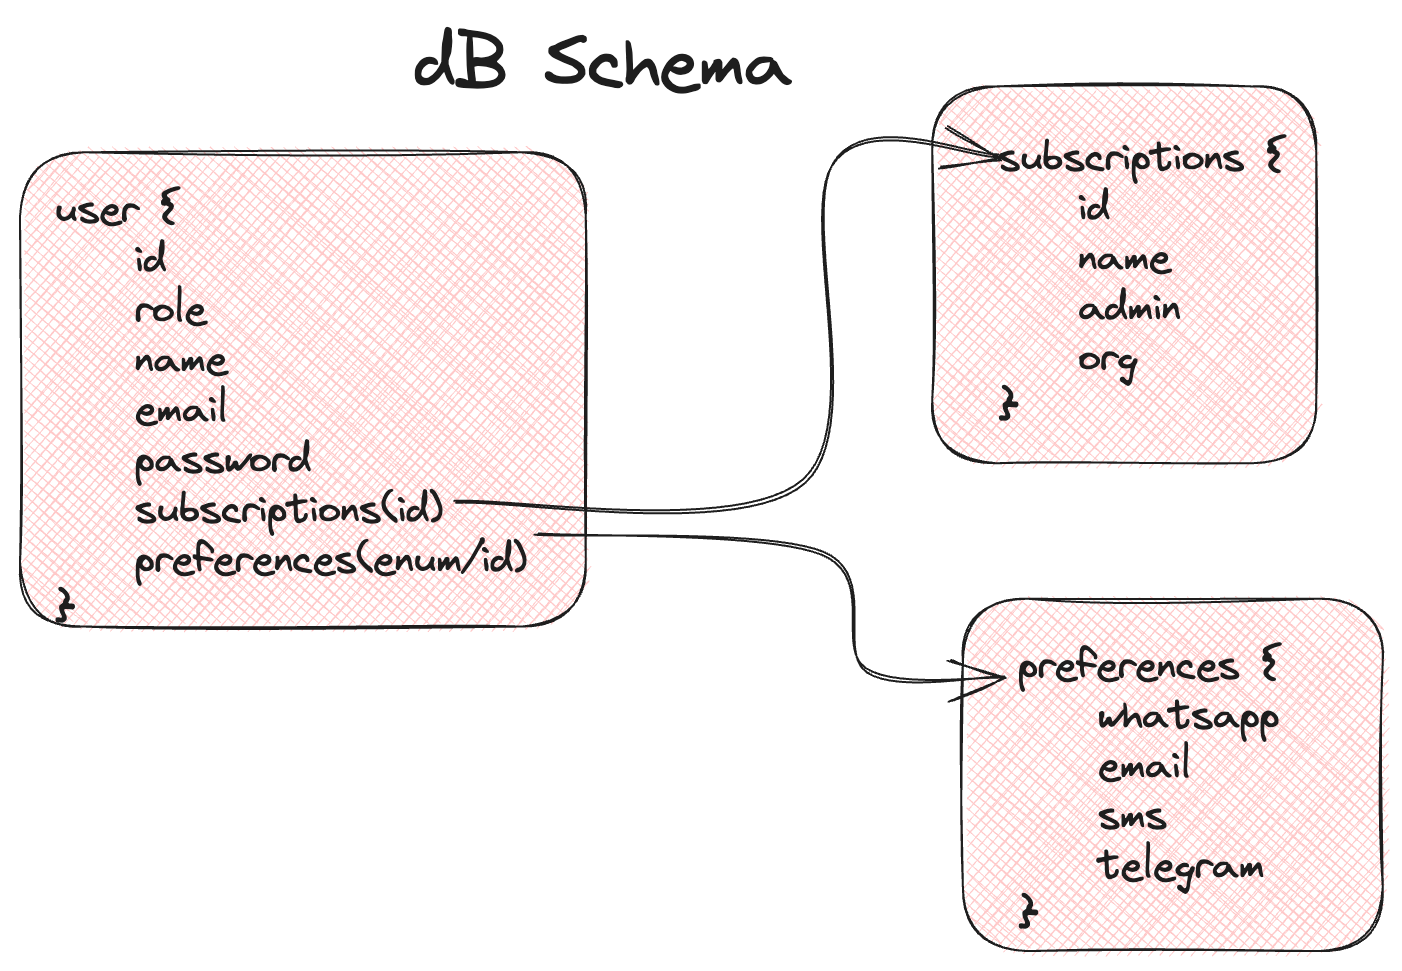 dB Schema
user {
id
role
name
email
password
subscriptions(id)
preferences(enum/id)
}
subscriptions {
id
name
admin
org
}
preferences {
whatsapp
email
sms
telegram
}